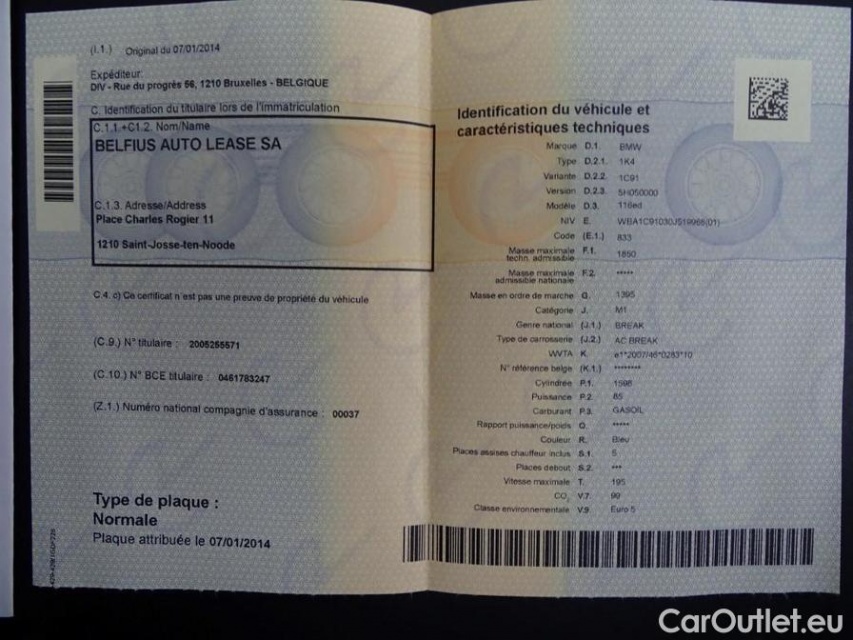 (I.1.) Original du 07/01/2014
Expéditeur:
DIV - Rue du progrès 56, 1210 Bruxelles - BELGIQUE
C. Identification du titulaire lors de l'immatriculation
C.1.1.+C1.2. Nom/Name
BELFIUS AUTO LEASE SA
C.1.3. Adresse/Address
Place Charles Rogier 11
1210 Saint-Josse-ten-Noode
C.4. c) Ce certificat n'est pas une preuve de propriété du véhicule
(C.9.) N° titulaire : 2005255571
(C.10.) N° BCE titulaire : 0461783247
(Z.1.) Numéro national compagnie d'assurance : 00037
Type de plaque :
Normale
Plaque attribuée le 07/01/2014
Identification du véhicule et
caractéristiques techniques
Marque D.1. BMW
Type D.2.1. 1K4
Variante D.2.2. 1C91
Version D.2.3. 5H050000
Modèle D.3. 116ed
NIV E. WBA1C91030J519968(01)
Code (E.1.) 833
Masse maximale
techn. admissible F.1. 1850
Masse maximale
admissible nationale F.2. *****
Masse en ordre de marche G. 1395
Catégorie J. M1
Genre national (J.1.) BREAK
Type de carrosserie (J.2.) AC BREAK
WVTA K. e1*2007/46*0283*10
N° référence belge (K.1.) ********
Cylindrée P.1. 1598
Puissance P.2. 85
Carburant P.3. GASOIL
Rapport puissance/poids Q. *****
Couleur R. Bleu
Places assises chauffeur inclus S.1. 5
Places debout S.2. ***
Vitesse maximale T. 195
CO2 V.7. 99
Classe environnementale V.9. Euro 5
CarOutlet.eu